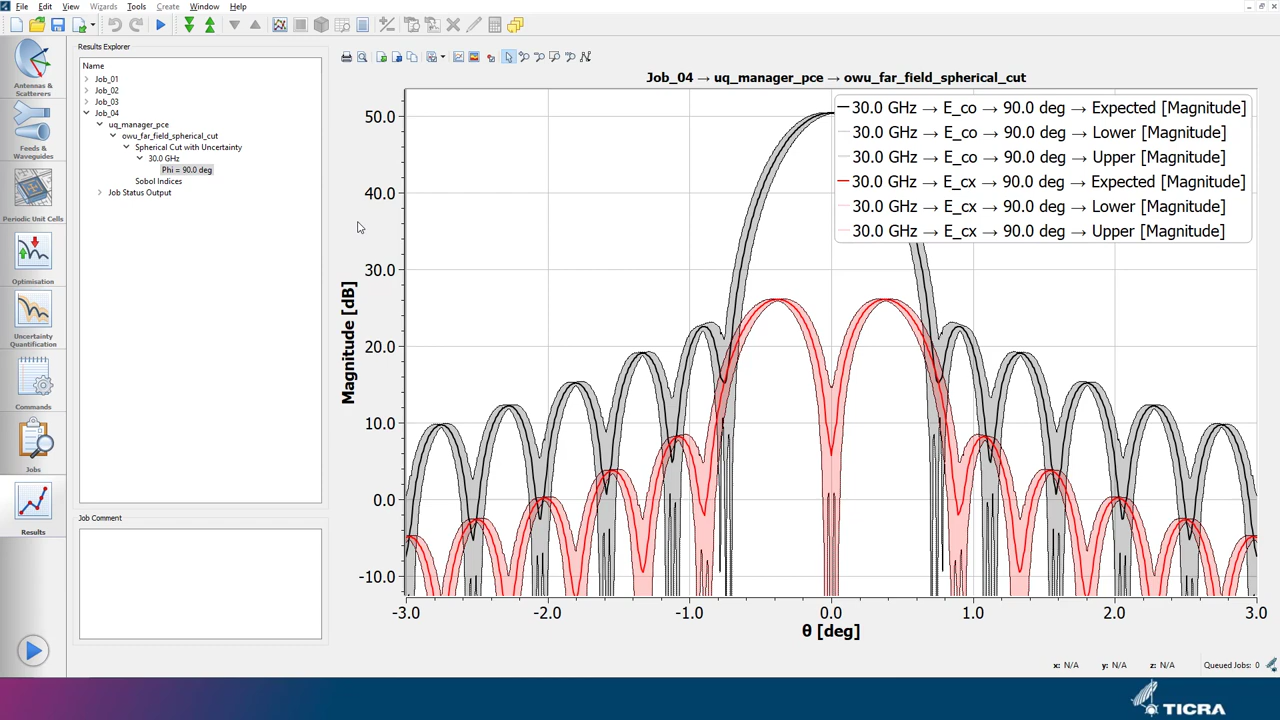 File Edit View Wizards Tools Commands Window Help
Results Explorer
Name
Job_01
Job_02
Job_03
Job_04
uq_manager_pce
owu_far_field_spherical_cut
Spherical Cut with Uncertainty
30.0 GHz
Phi = 90.0 deg
Sobol Indices
Job Status Output
Job Comment
Antennas & Scatterers
Feeds & Waveguides
Periodic Unit Cells
Optimisation
Uncertainty Quantification
Commands
Jobs
Results
Job_04 → uq_manager_pce → owu_far_field_spherical_cut
30.0 GHz → E_co → 90.0 deg → Expected [Magnitude]
30.0 GHz → E_co → 90.0 deg → Lower [Magnitude]
30.0 GHz → E_co → 90.0 deg → Upper [Magnitude]
30.0 GHz → E_cx → 90.0 deg → Expected [Magnitude]
30.0 GHz → E_cx → 90.0 deg → Lower [Magnitude]
30.0 GHz → E_cx → 90.0 deg → Upper [Magnitude]
Magnitude [dB]
50.0
40.0
30.0
20.0
10.0
0.0
-10.0
-3.0 -2.0 -1.0 0.0 1.0 2.0 3.0
θ [deg]
x: N/A y: N/A z: N/A Queued Jobs: 0
TICRA